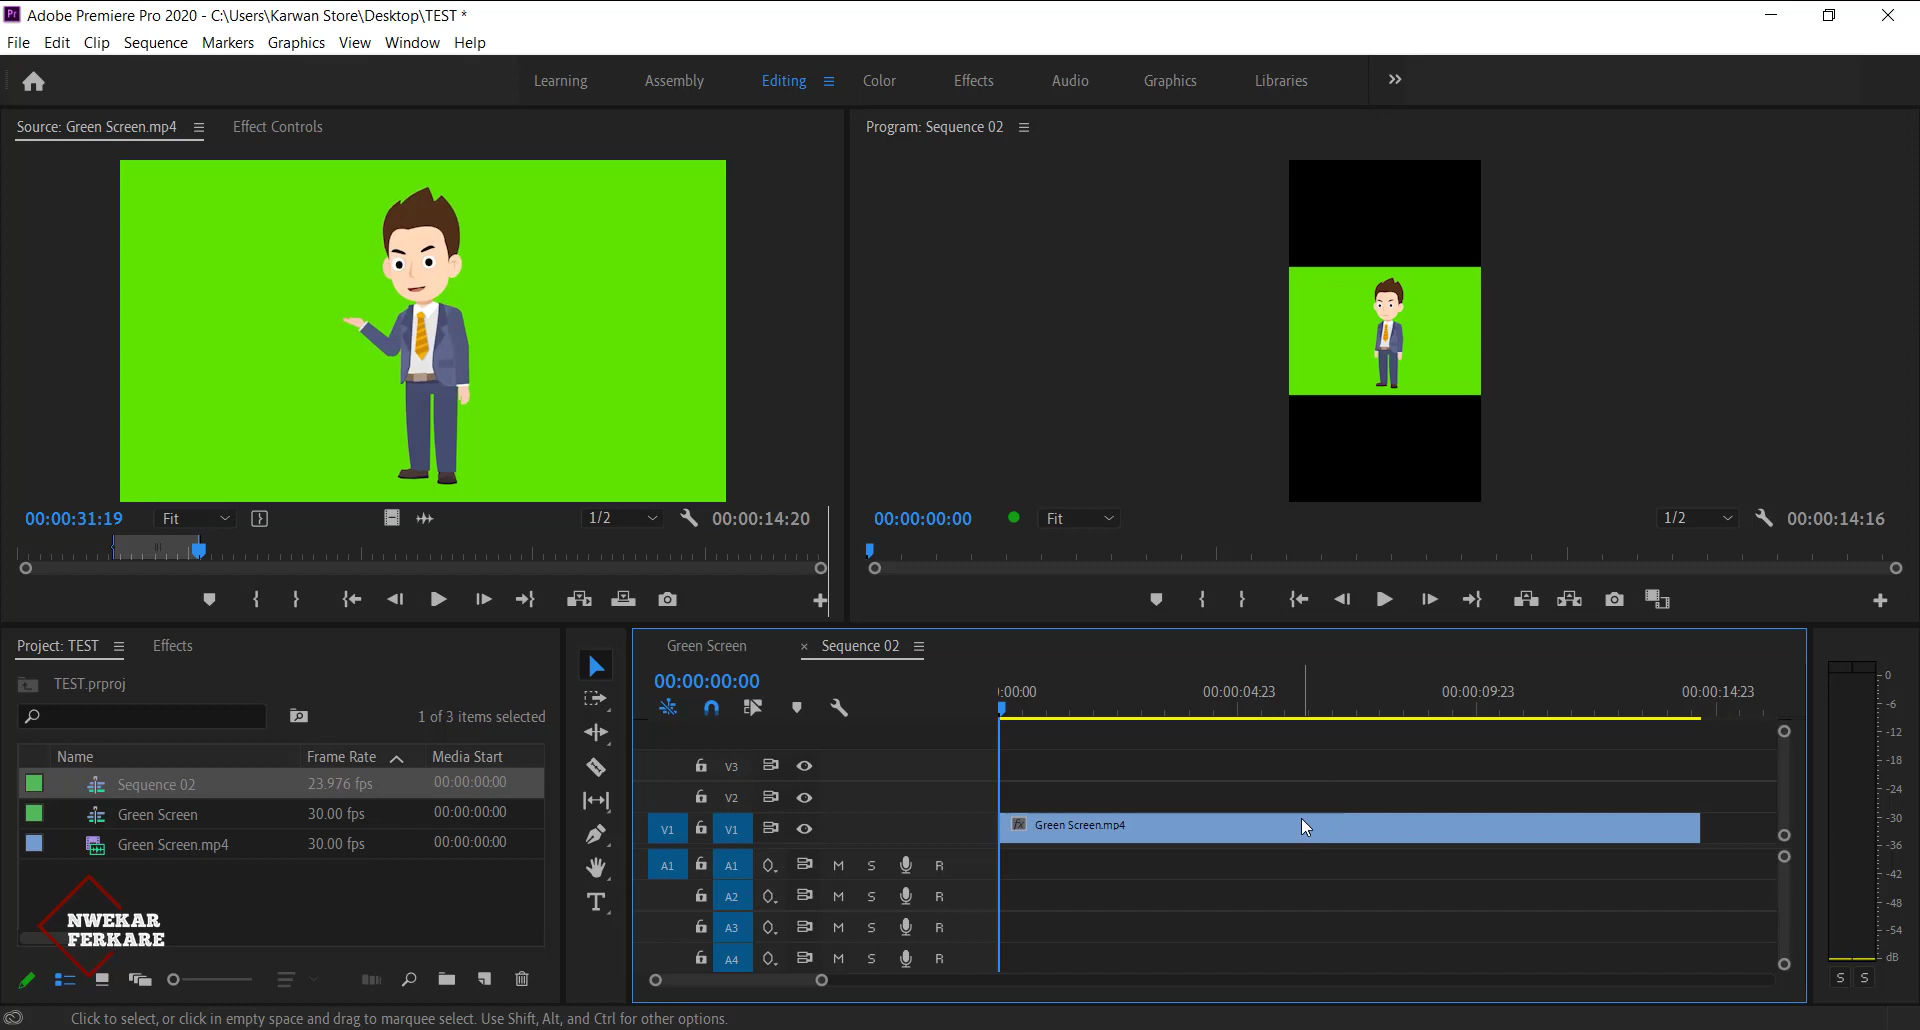 Pr Adobe Premiere Pro 2020 - C:\Users\Karwan Store\Desktop\TEST *
File Edit Clip Sequence Markers Graphics View Window Help
Learning Assembly Editing Color Effects Audio Graphics Libraries
Source: Green Screen.mp4 Effect Controls
Program: Sequence 02
00:00:31:19 Fit 1/2 00:00:14:20
00:00:00:00 Fit 1/2 00:00:14:16
Project: TEST Effects
TEST.prproj
1 of 3 items selected
Name Frame Rate Media Start
Sequence 02 23.976 fps 00:00:00:00
Green Screen 30.00 fps 00:00:00:00
Green Screen.mp4 30.00 fps 00:00:00:00
NWEKAR
FERKARE
T
Green Screen × Sequence 02
00:00:00:00
:00:00 00:00:04:23 00:00:09:23 00:00:14:23
V3
V2
V1 V1 fx Green Screen.mp4
A1 A1 M S R
A2 M S R
A3 M S R
A4 M S R
0
-6
-12
-18
-24
-30
-36
-42
-48
-54
dB
S S
Click to select, or click in empty space and drag to marquee select. Use Shift, Alt, and Ctrl for other options.